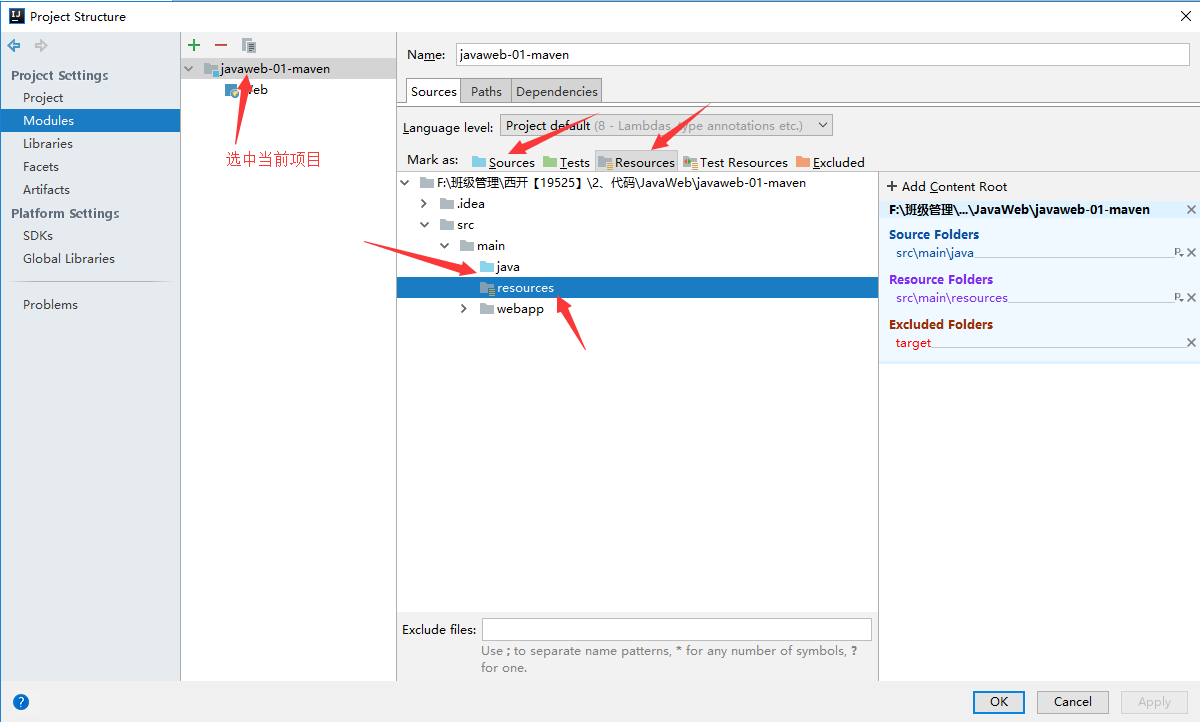 Project Structure
Project Settings
Project
Modules
Libraries
Facets
Artifacts
Platform Settings
SDKs
Global Libraries
Problems
javaweb-01-maven
选中当前项目
Name: javaweb-01-maven
Sources Paths Dependencies
Language level: Project default (8 - Lambdas, type annotations etc.)
Mark as: Sources Tests Resources Test Resources Excluded
F:\班级管理\西开【19525】\2、代码\JavaWeb\javaweb-01-maven
.idea
src
main
java
resources
webapp
+ Add Content Root
F:\班级管理\...\JavaWeb\javaweb-01-maven
Source Folders
src\main\java
Resource Folders
src\main\resources
Excluded Folders
target
Exclude files:
Use ; to separate name patterns, * for any number of symbols, ?
for one.
? OK Cancel Apply